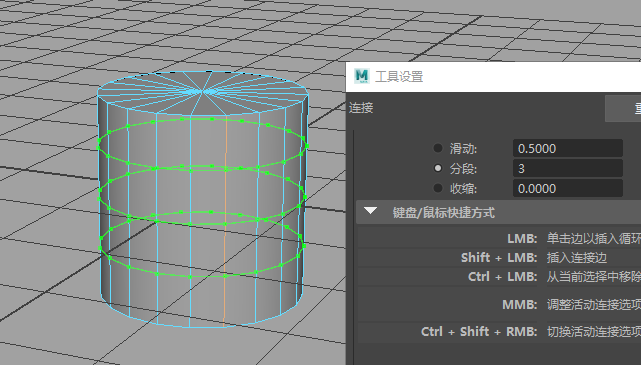 工具设置
连接
滑动: 0.5000
分段: 3
收缩: 0.0000
键盘/鼠标快捷方式
LMB: 单击边以插入循环
Shift + LMB: 插入连接边
Ctrl + LMB: 从当前选择中移除
MMB: 调整活动连接选项
Ctrl + Shift + RMB: 切换活动连接选项